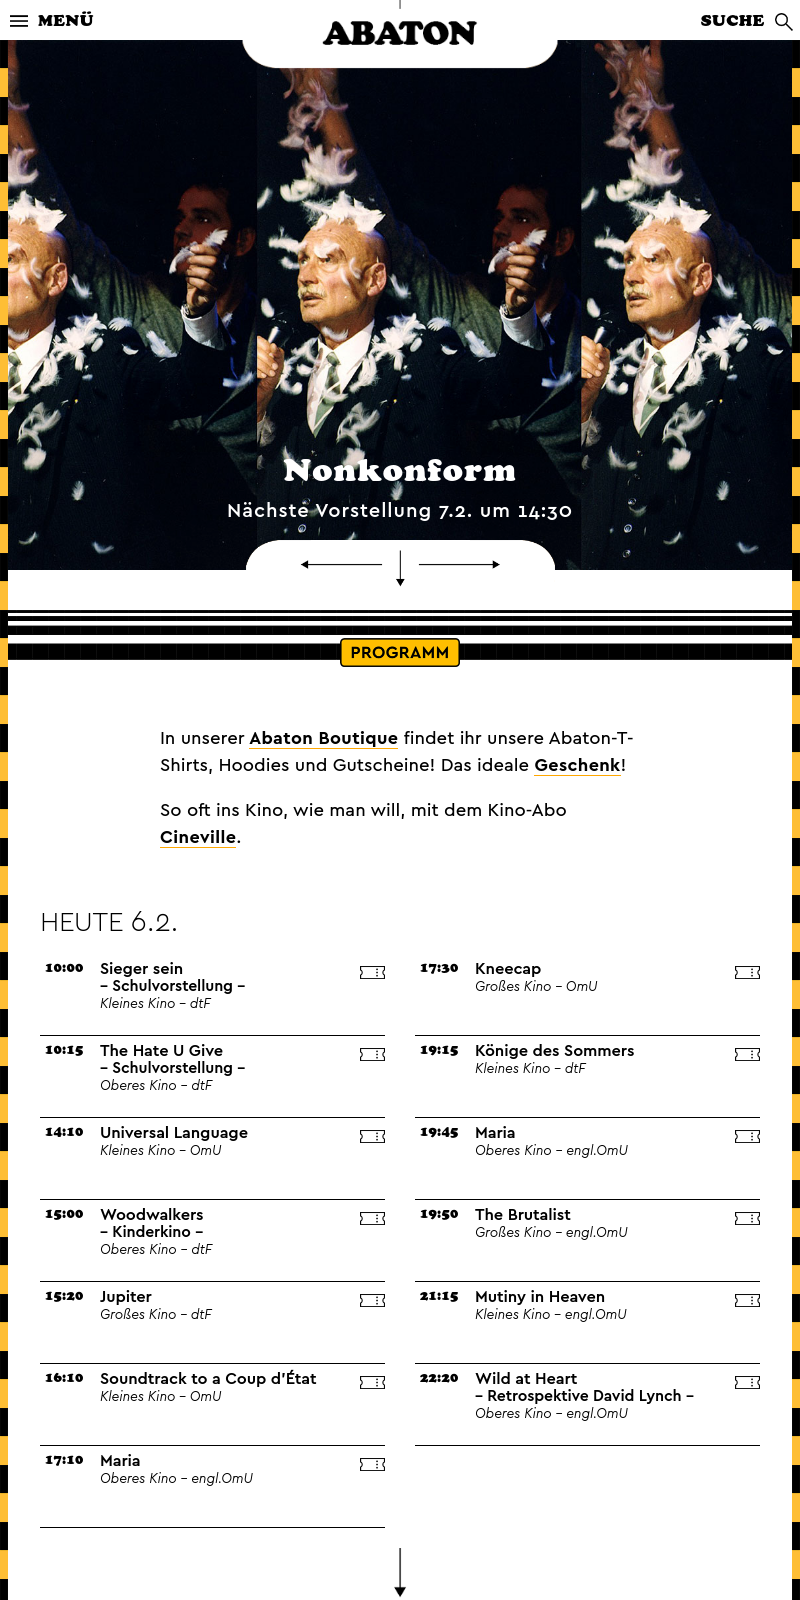 MENÜ
ABATON
SUCHE
Nonkonform
Nächste Vorstellung 7.2. um 14:30
PROGRAMM
In unserer Abaton Boutique findet ihr unsere Abaton-T-
Shirts, Hoodies und Gutscheine! Das ideale Geschenk!
So oft ins Kino, wie man will, mit dem Kino-Abo
Cineville.
HEUTE 6.2.
10:00 Sieger sein
– Schulvorstellung –
Kleines Kino – dtF
10:15 The Hate U Give
– Schulvorstellung –
Oberes Kino – dtF
14:10 Universal Language
Kleines Kino – OmU
15:00 Woodwalkers
– Kinderkino –
Oberes Kino – dtF
15:20 Jupiter
Großes Kino – dtF
16:10 Soundtrack to a Coup d'État
Kleines Kino – OmU
17:10 Maria
Oberes Kino – engl.OmU
17:30 Kneecap
Großes Kino – OmU
19:15 Könige des Sommers
Kleines Kino – dtF
19:45 Maria
Oberes Kino – engl.OmU
19:50 The Brutalist
Großes Kino – engl.OmU
21:15 Mutiny in Heaven
Kleines Kino – engl.OmU
22:20 Wild at Heart
– Retrospektive David Lynch –
Oberes Kino – engl.OmU